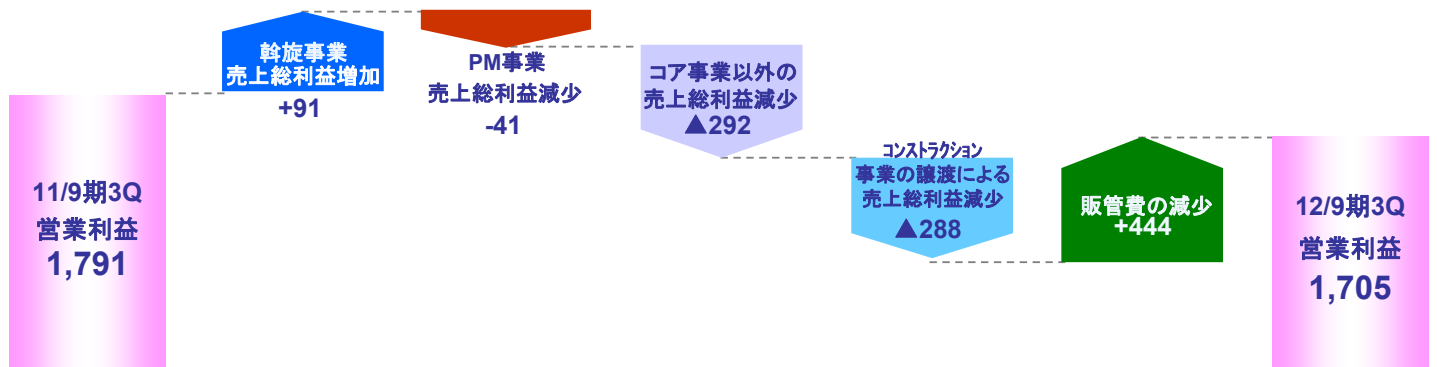 11/9期3Q
営業利益
1,791
斡旋事業
売上総利益増加
+91
PM事業
売上総利益減少
-41
コア事業以外の
売上総利益減少
▲292
コンストラクション
事業の譲渡による
売上総利益減少
▲288
販管費の減少
+444
12/9期3Q
営業利益
1,705